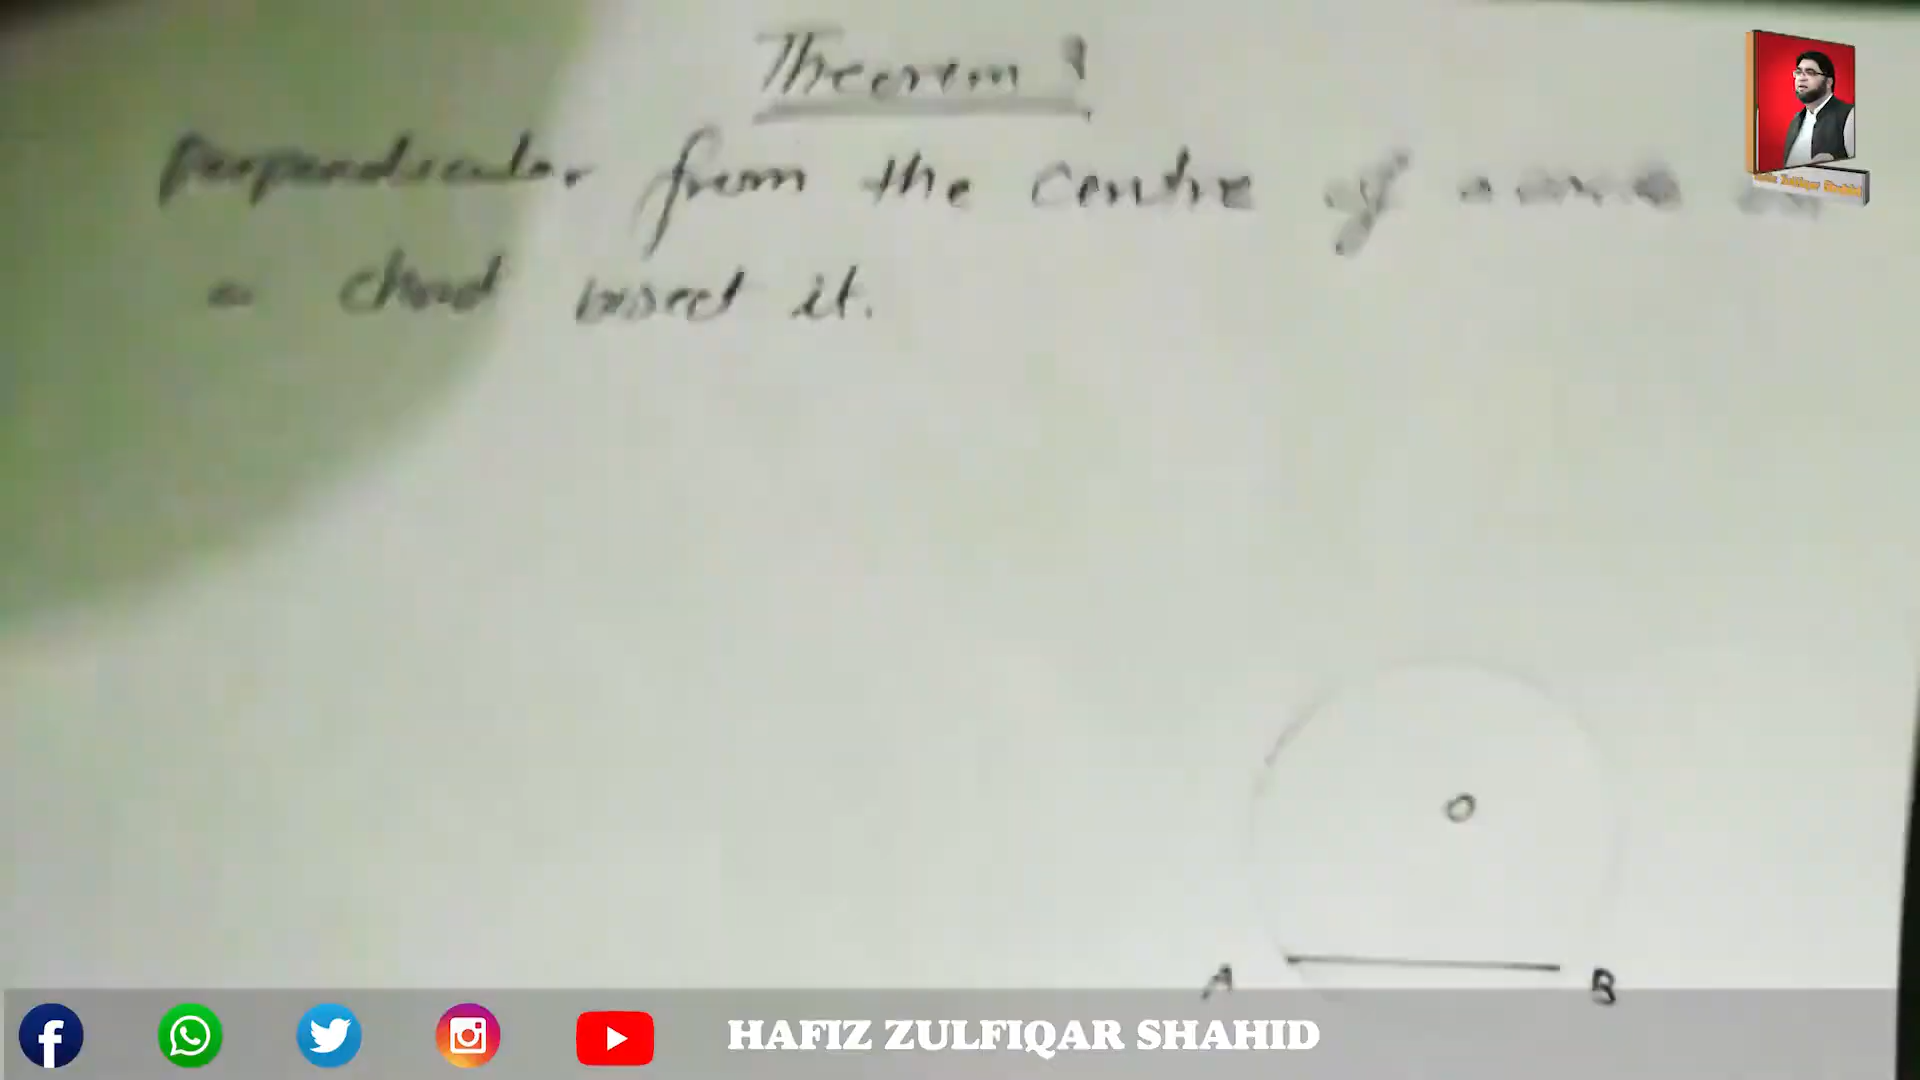 Theorem
Perpendicular from the centre of
a chord bisect it.
O
A B
HAFIZ ZULFIQAR SHAHID